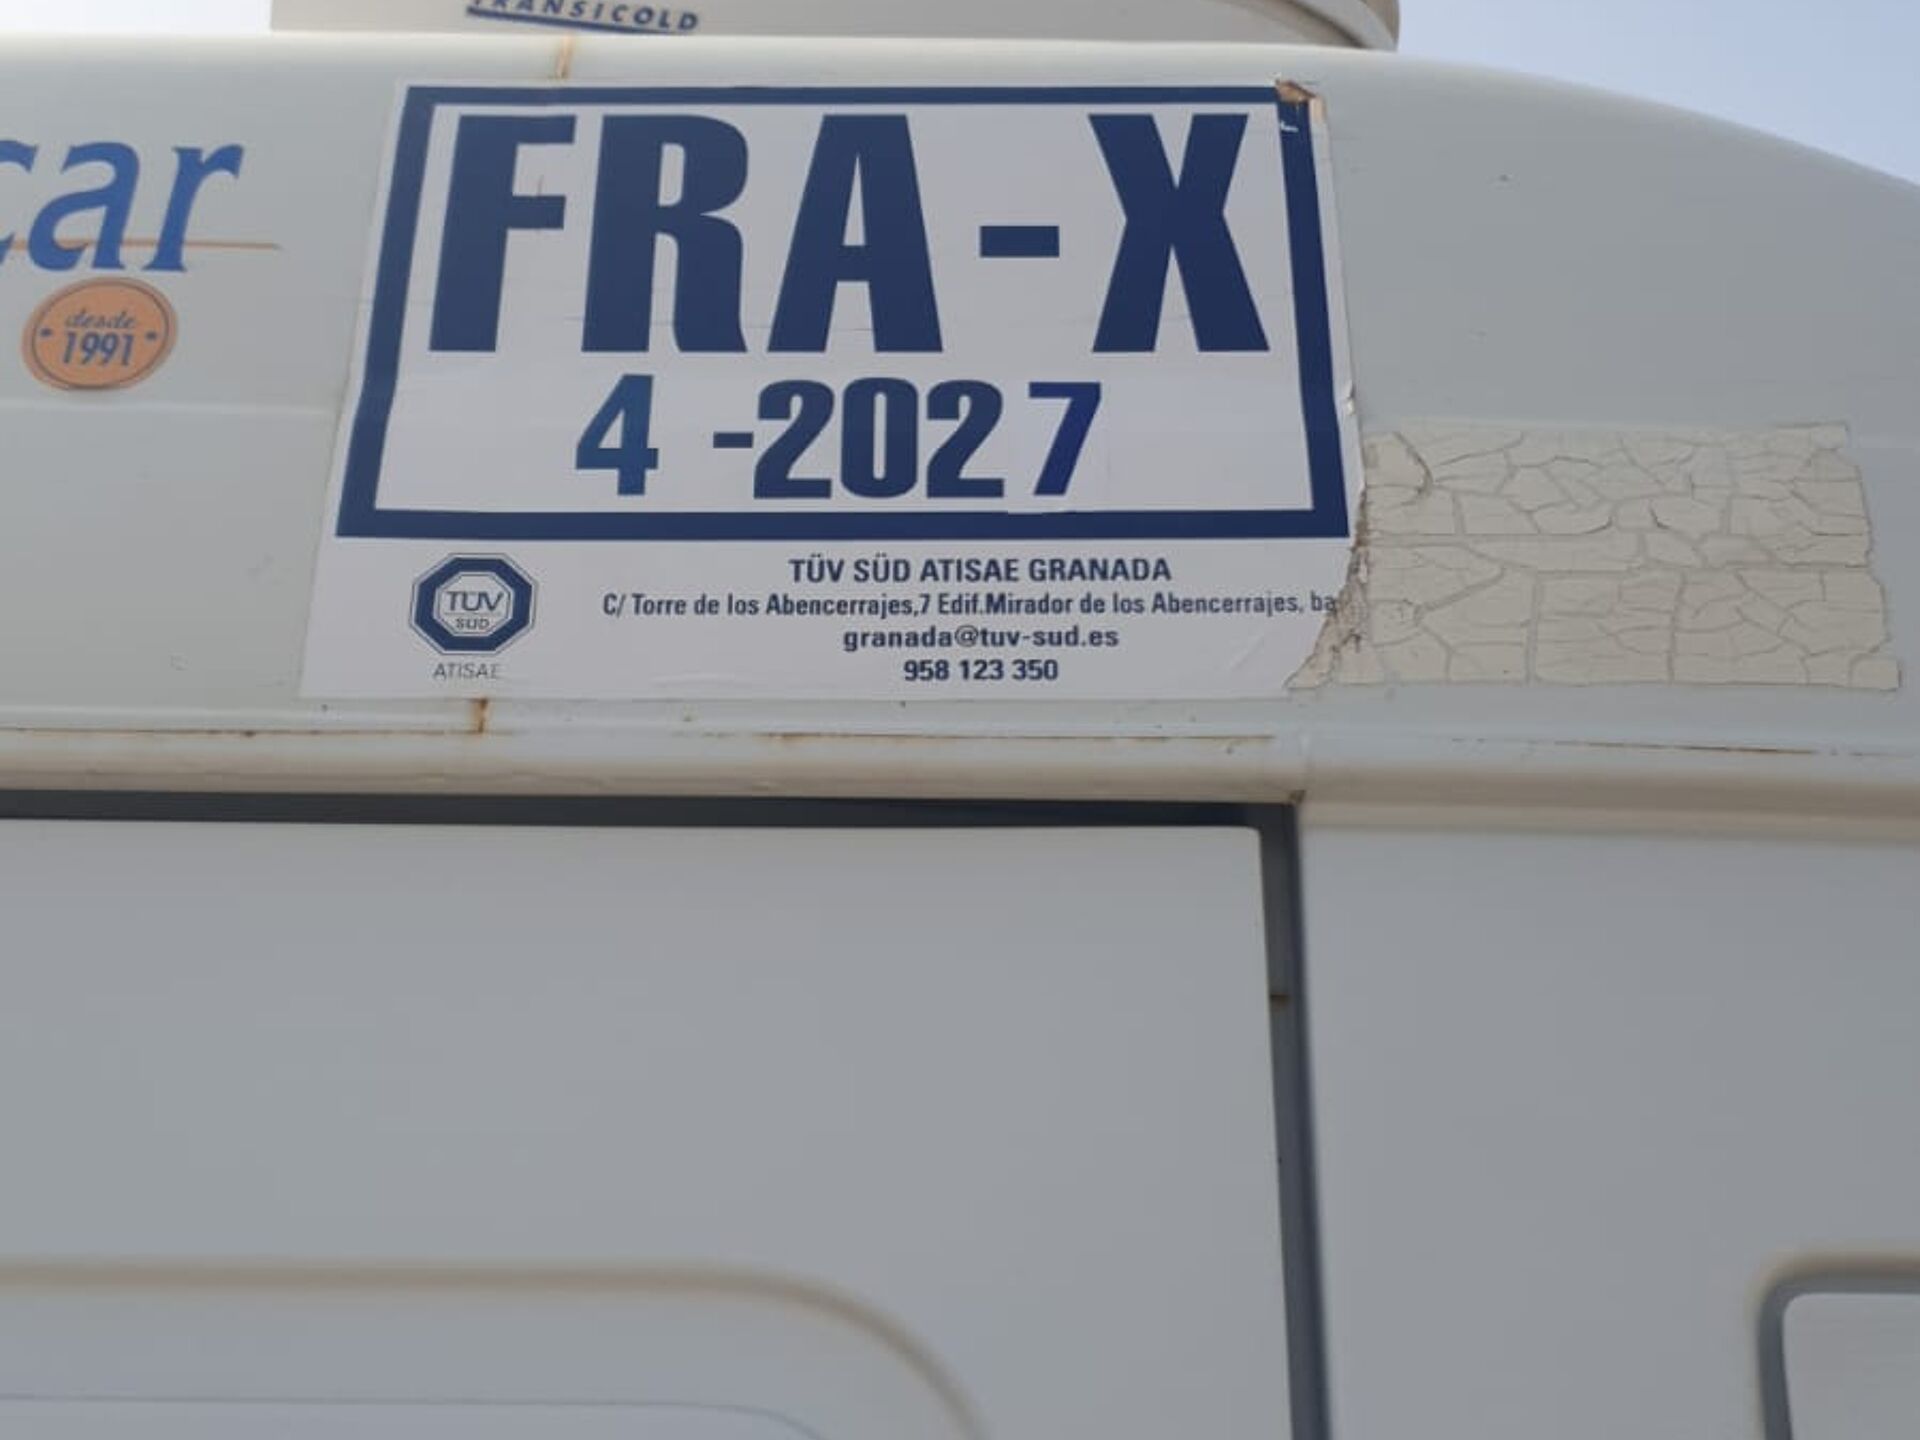 TRANSICOLD
car
desde
1991
FRA-X
4-2027
TÜV
SÜD
ATISAE
TÜV SÜD ATISAE GRANADA
C/ Torre de los Abencerrajes,7 Edif.Mirador de los Abencerrajes, ba
granada@tuv-sud.es
958 123 350